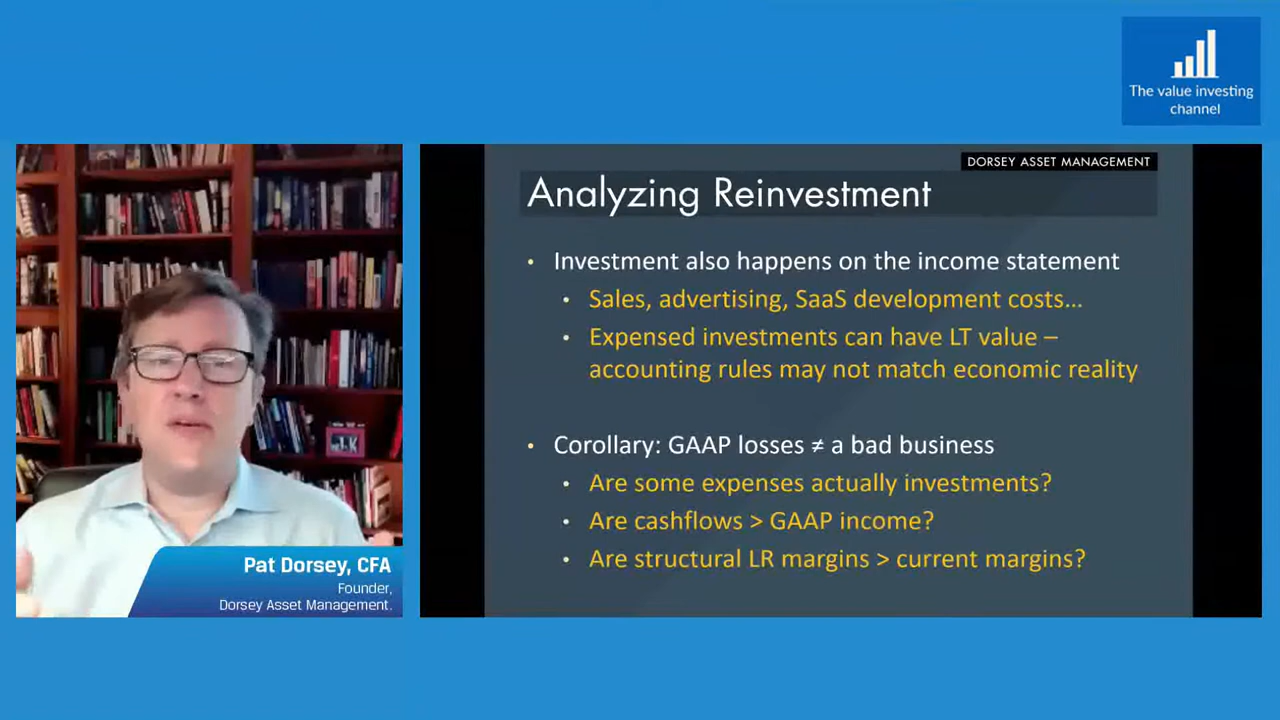 The value investing
channel
DORSEY ASSET MANAGEMENT
Analyzing Reinvestment
• Investment also happens on the income statement
• Sales, advertising, SaaS development costs…
• Expensed investments can have LT value –
accounting rules may not match economic reality
• Corollary: GAAP losses ≠ a bad business
• Are some expenses actually investments?
• Are cashflows > GAAP income?
• Are structural LR margins > current margins?
Pat Dorsey, CFA
Founder,
Dorsey Asset Management.